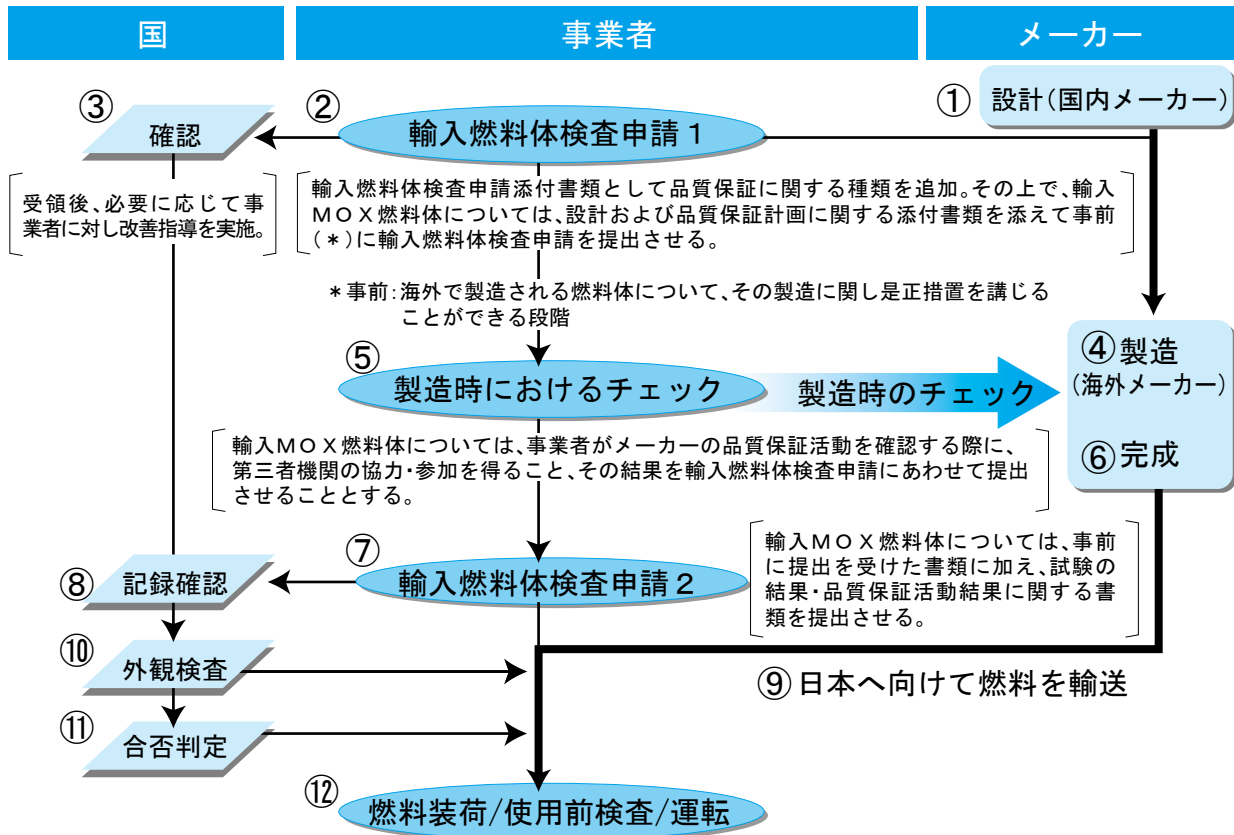 国
事業者
メーカー
① 設計(国内メーカー)
② 輸入燃料体検査申請1
③ 確認
受領後、必要に応じて事
業者に対し改善指導を実施。
輸入燃料体検査申請添付書類として品質保証に関する種類を追加。その上で、輸入
MOX燃料体については、設計および品質保証計画に関する添付書類を添えて事前
(*)に輸入燃料体検査申請を提出させる。
*事前:海外で製造される燃料体について、その製造に関し是正措置を講じる
ことができる段階
④ 製造
(海外メーカー)
⑤ 製造時におけるチェック
製造時のチェック
輸入MOX燃料体については、事業者がメーカーの品質保証活動を確認する際に、
第三者機関の協力・参加を得ること、その結果を輸入燃料体検査申請にあわせて提出
させることとする。
⑥ 完成
⑦ 輸入燃料体検査申請2
輸入MOX燃料体については、事前
に提出を受けた書類に加え、試験の
結果・品質保証活動結果に関する書
類を提出させる。
⑧ 記録確認
⑨ 日本へ向けて燃料を輸送
⑩ 外観検査
⑪ 合否判定
⑫ 燃料装荷/使用前検査/運転